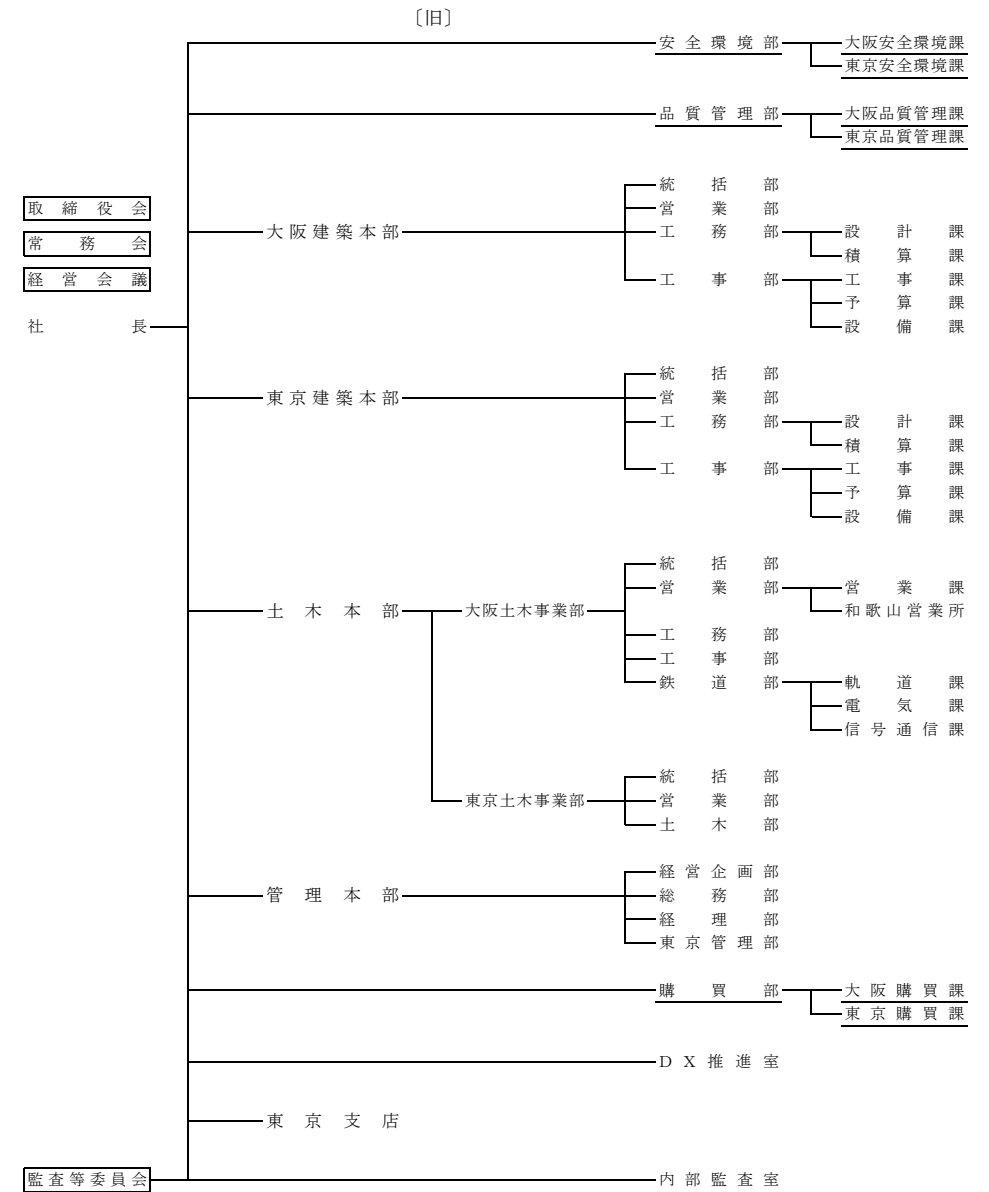 〔旧〕
安全環境部 大阪安全環境課
東京安全環境課
品質管理部 大阪品質管理課
東京品質管理課
統括部
取締役会 営業部
大阪建築本部 工務部 設計課
常務会 積算課
経営会議 工事部 工事課
予算課
社長 設備課
統括部
東京建築本部 営業部
工務部 設計課
積算課
工事部 工事課
予算課
設備課
統括部
営業部 営業課
土木本部 大阪土木事業部 和歌山営業所
工務部
工事部
鉄道部 軌道課
電気課
信号通信課
統括部
東京土木事業部 営業部
土木部
経営企画部
管理本部 総務部
経理部
東京管理部
購買部 大阪購買課
東京購買課
DX推進室
東京支店
監査等委員会 内部監査室